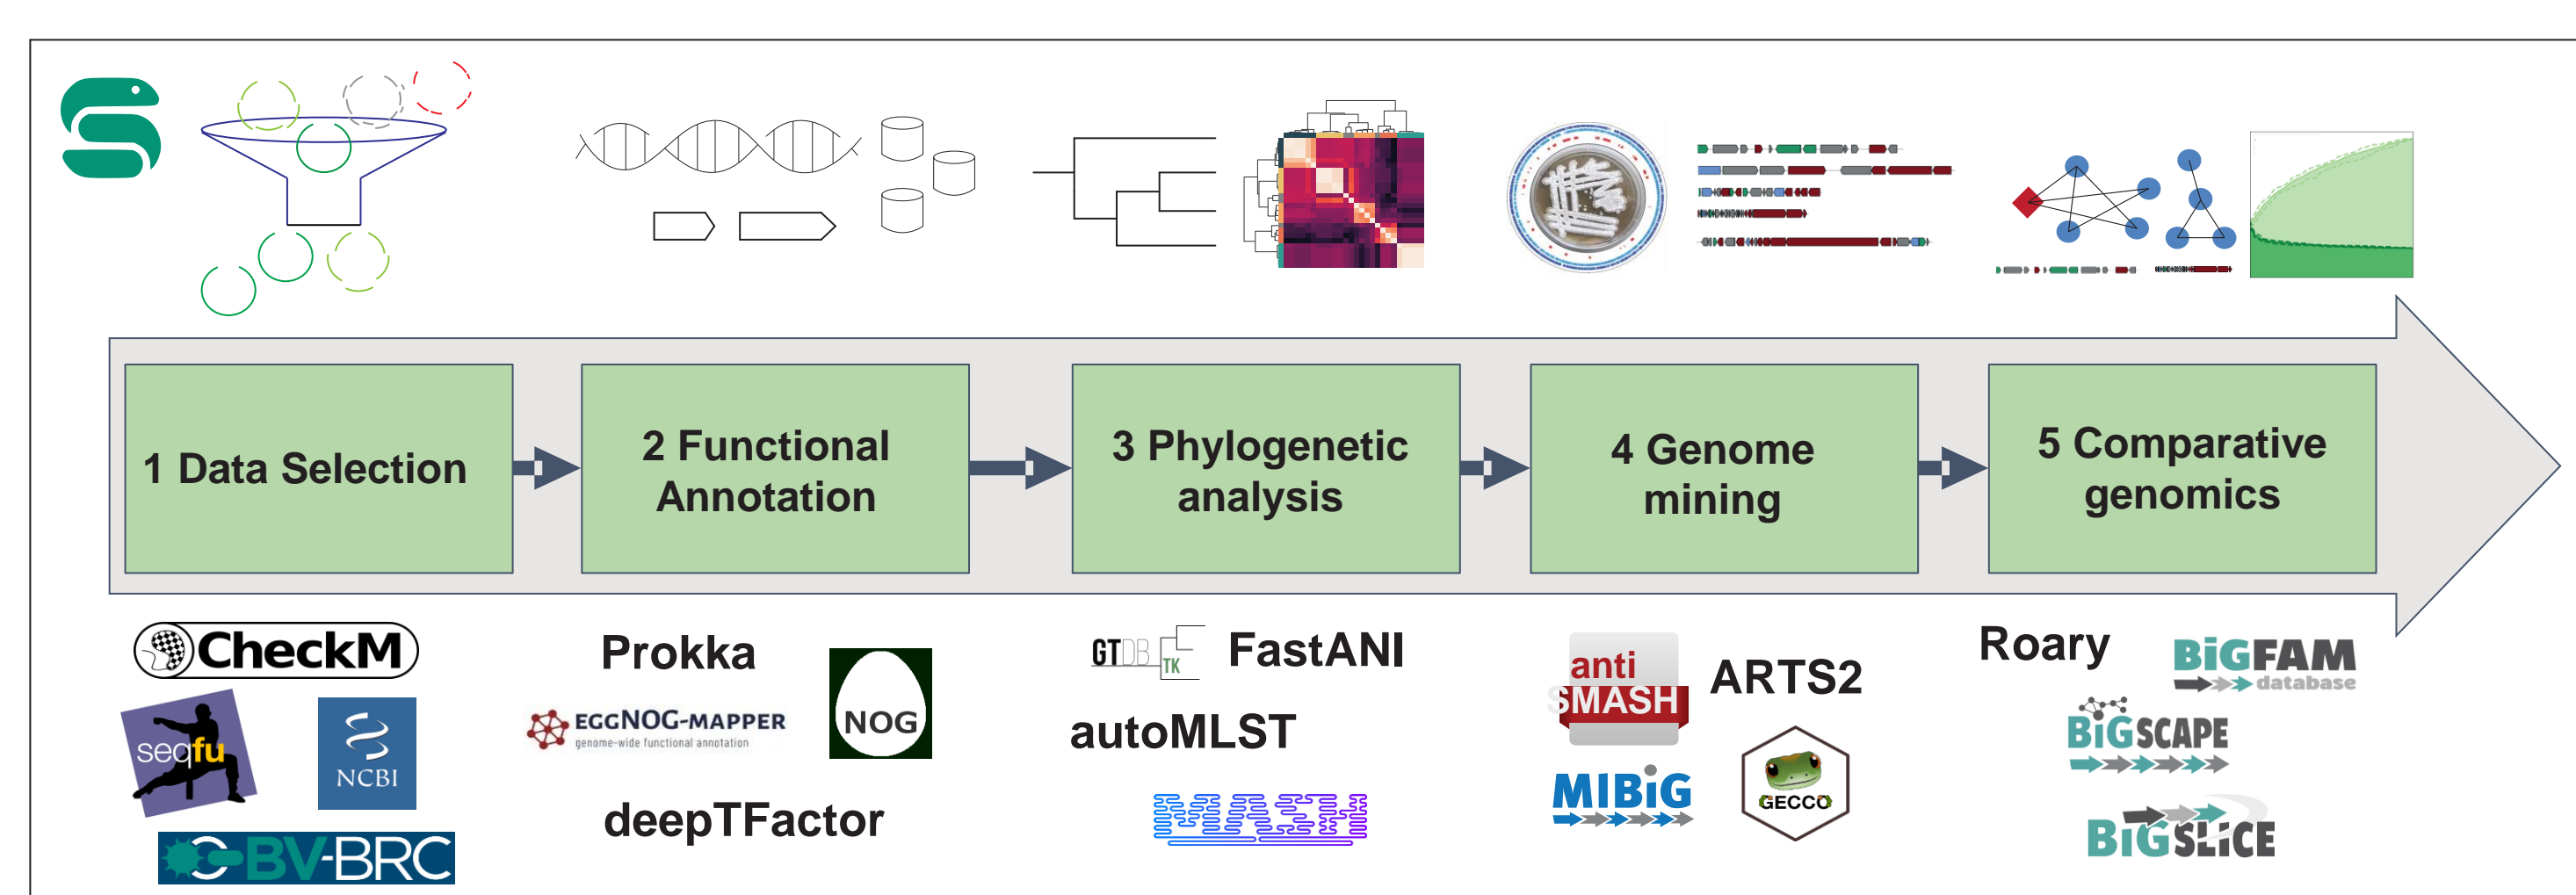 1 Data Selection
2 Functional
Annotation
3 Phylogenetic
analysis
4 Genome
mining
5 Comparative
genomics
CheckM
seqfu
NCBI
BV-BRC
Prokka
EGGNOG-MAPPER
genome-wide functional annotation
NOG
deepTFactor
GTDB
TK
FastANI
autoMLST
MASH
anti
SMASH
ARTS2
MIBiG
GECCO
Roary
BiGFAM
database
BiGSCAPE
BiGSLiCE